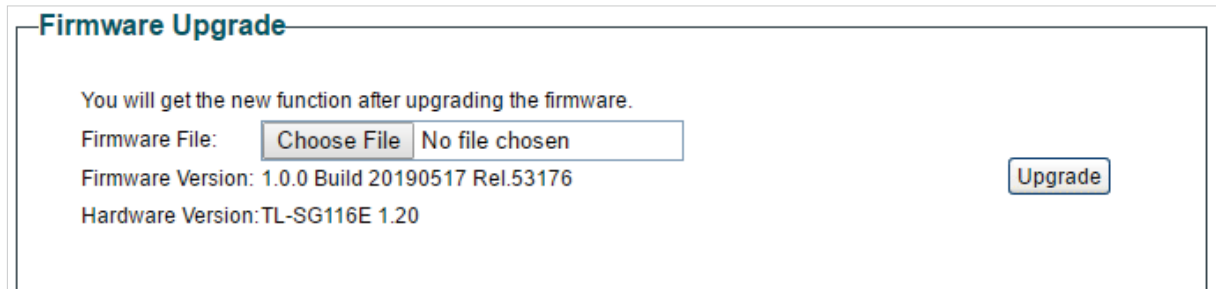 Firmware Upgrade
You will get the new function after upgrading the firmware.
Firmware File: Choose File No file chosen
Firmware Version: 1.0.0 Build 20190517 Rel.53176
Upgrade
Hardware Version:TL-SG116E 1.20